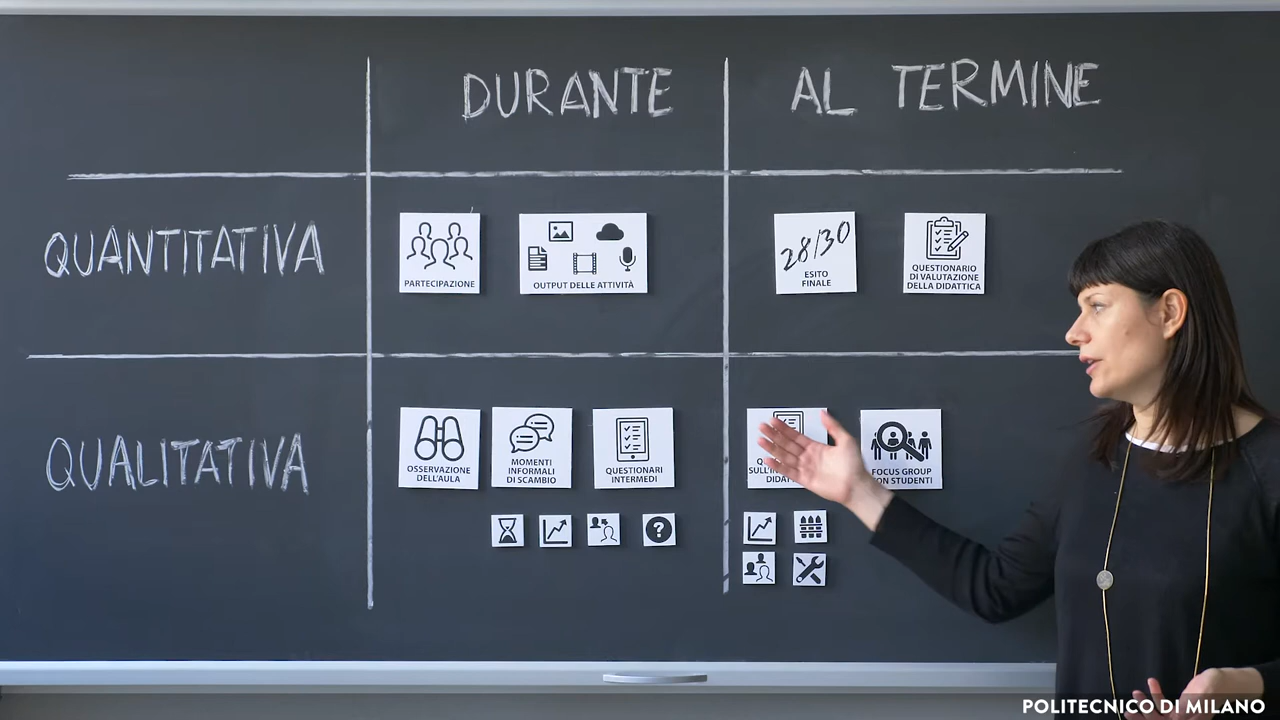 DURANTE
AL TERMINE
QUANTITATIVA
PARTECIPAZIONE
OUTPUT DELLE ATTIVITÀ
28/30
ESITO
FINALE
QUESTIONARIO
DI VALUTAZIONE
DELLA DIDATTICA
QUALITATIVA
OSSERVAZIONE
DELL'AULA
MOMENTI
INFORMALI
DI SCAMBIO
QUESTIONARI
INTERMEDI
?
FOCUS GROUP
STUDENTI
POLITECNICO DI MILANO